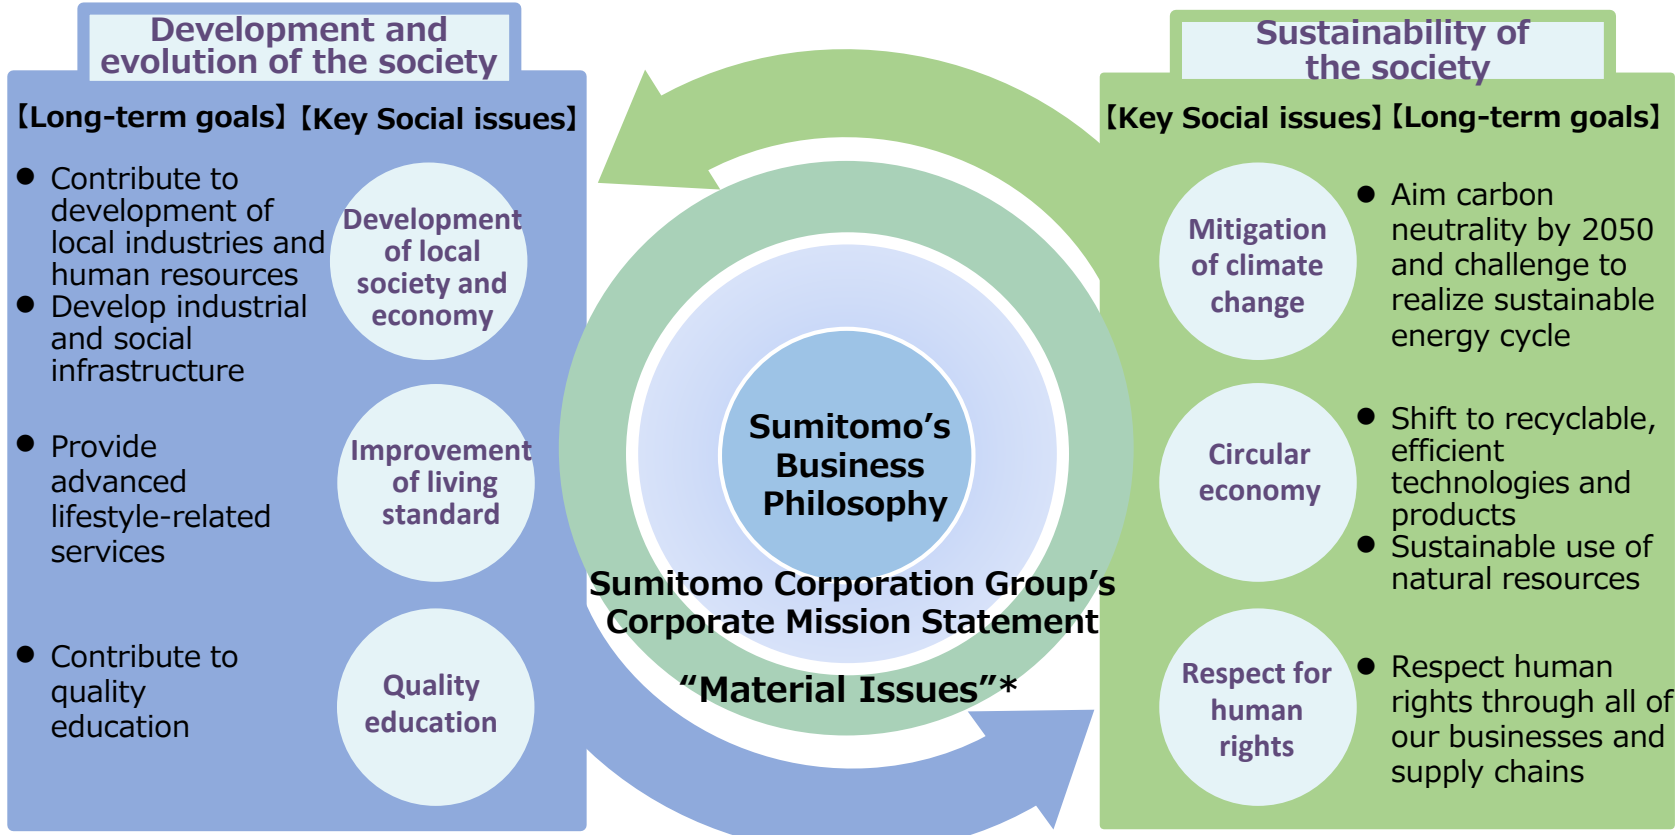 Development and
evolution of the society
【Long-term goals】【Key Social issues】
● Contribute to
development of
local industries and
human resources
● Develop industrial
and social
infrastructure
Development
of local
society and
economy
● Provide
advanced
lifestyle-related
services
Improvement
of living
standard
● Contribute to
quality
education
Quality
education
Sumitomo’s
Business
Philosophy
Sumitomo Corporation Group’s
Corporate Mission Statement
“Material Issues”*
Sustainability of
the society
【Key Social issues】【Long-term goals】
Mitigation
of climate
change
● Aim carbon
neutrality by 2050
and challenge to
realize sustainable
energy cycle
Circular
economy
● Shift to recyclable,
efficient
technologies and
products
● Sustainable use of
natural resources
Respect for
human
rights
● Respect human
rights through all of
our businesses and
supply chains